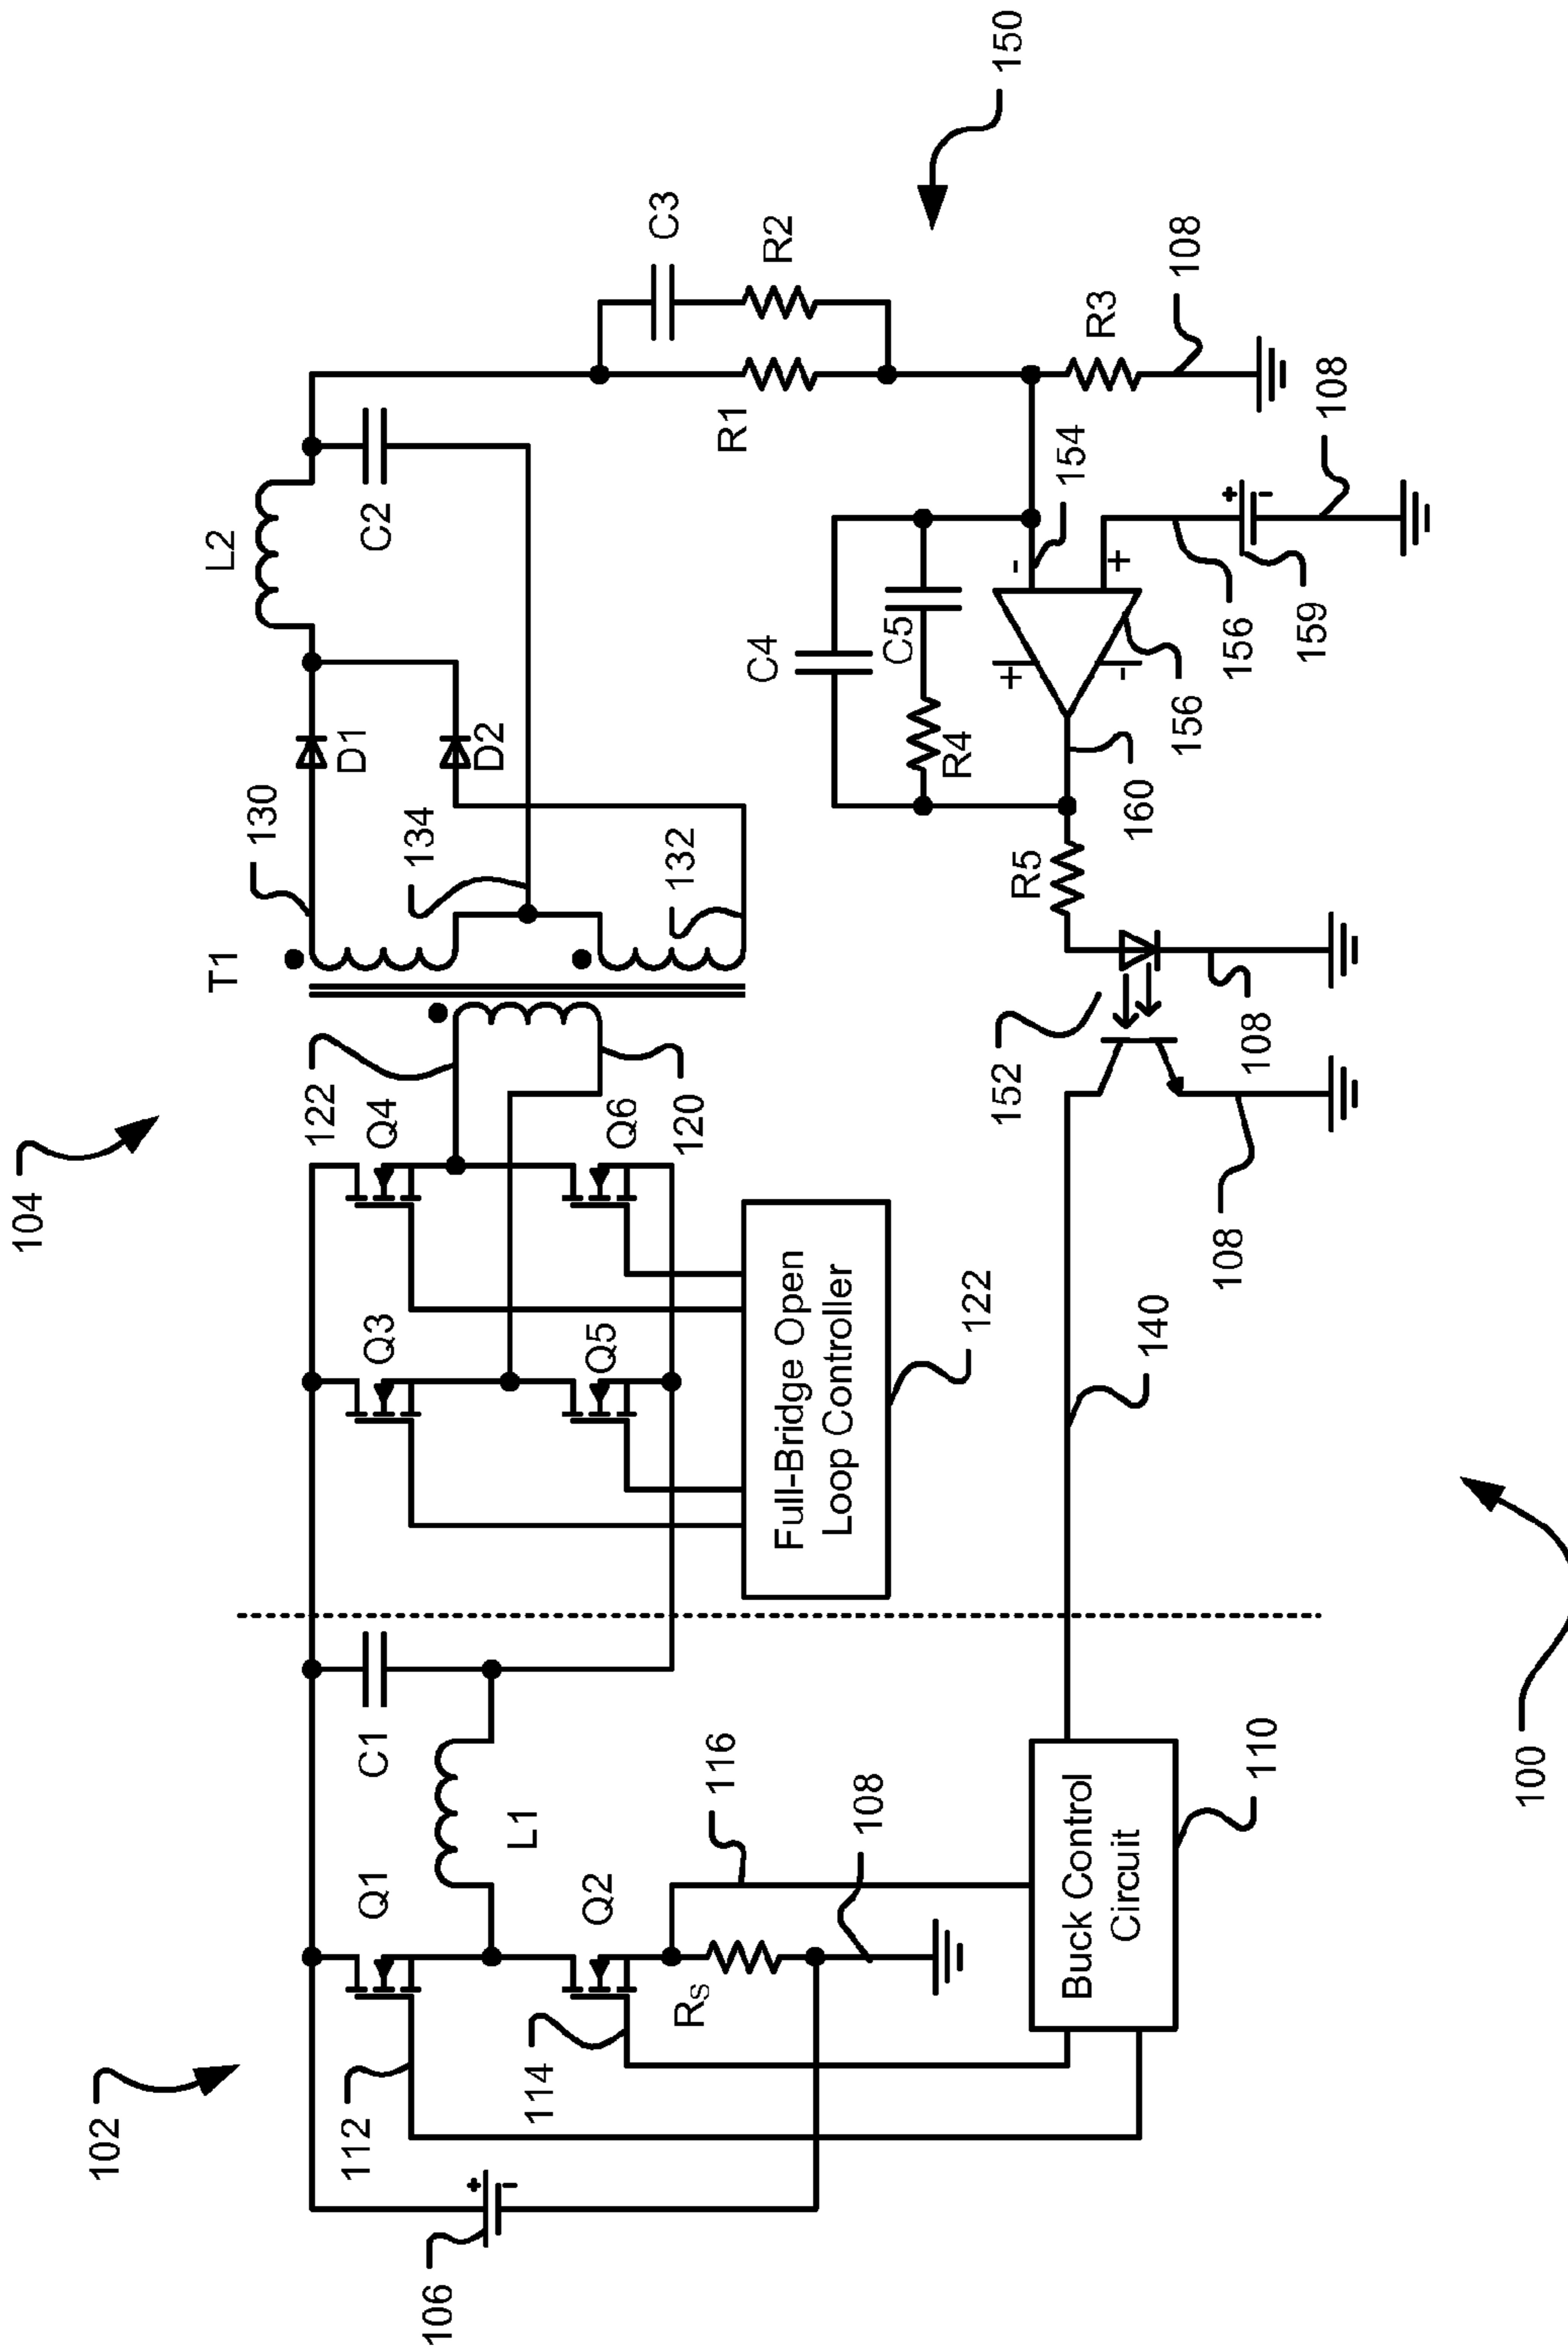 104
102
150
T1
L2
130
122
Q4
Q3
Q1
C1
106
+
-
112
L1
Q2
114
RS
116
108
Q5
Q6
120
134
132
D1
D2
C2
C3
R2
R1
R3
108
Full-Bridge Open
Loop Controller
122
Buck Control
Circuit
110
140
152
108
108
R5
160
C4
C5
R4
+
-
-
+
154
156
156
159
+
-
108
100